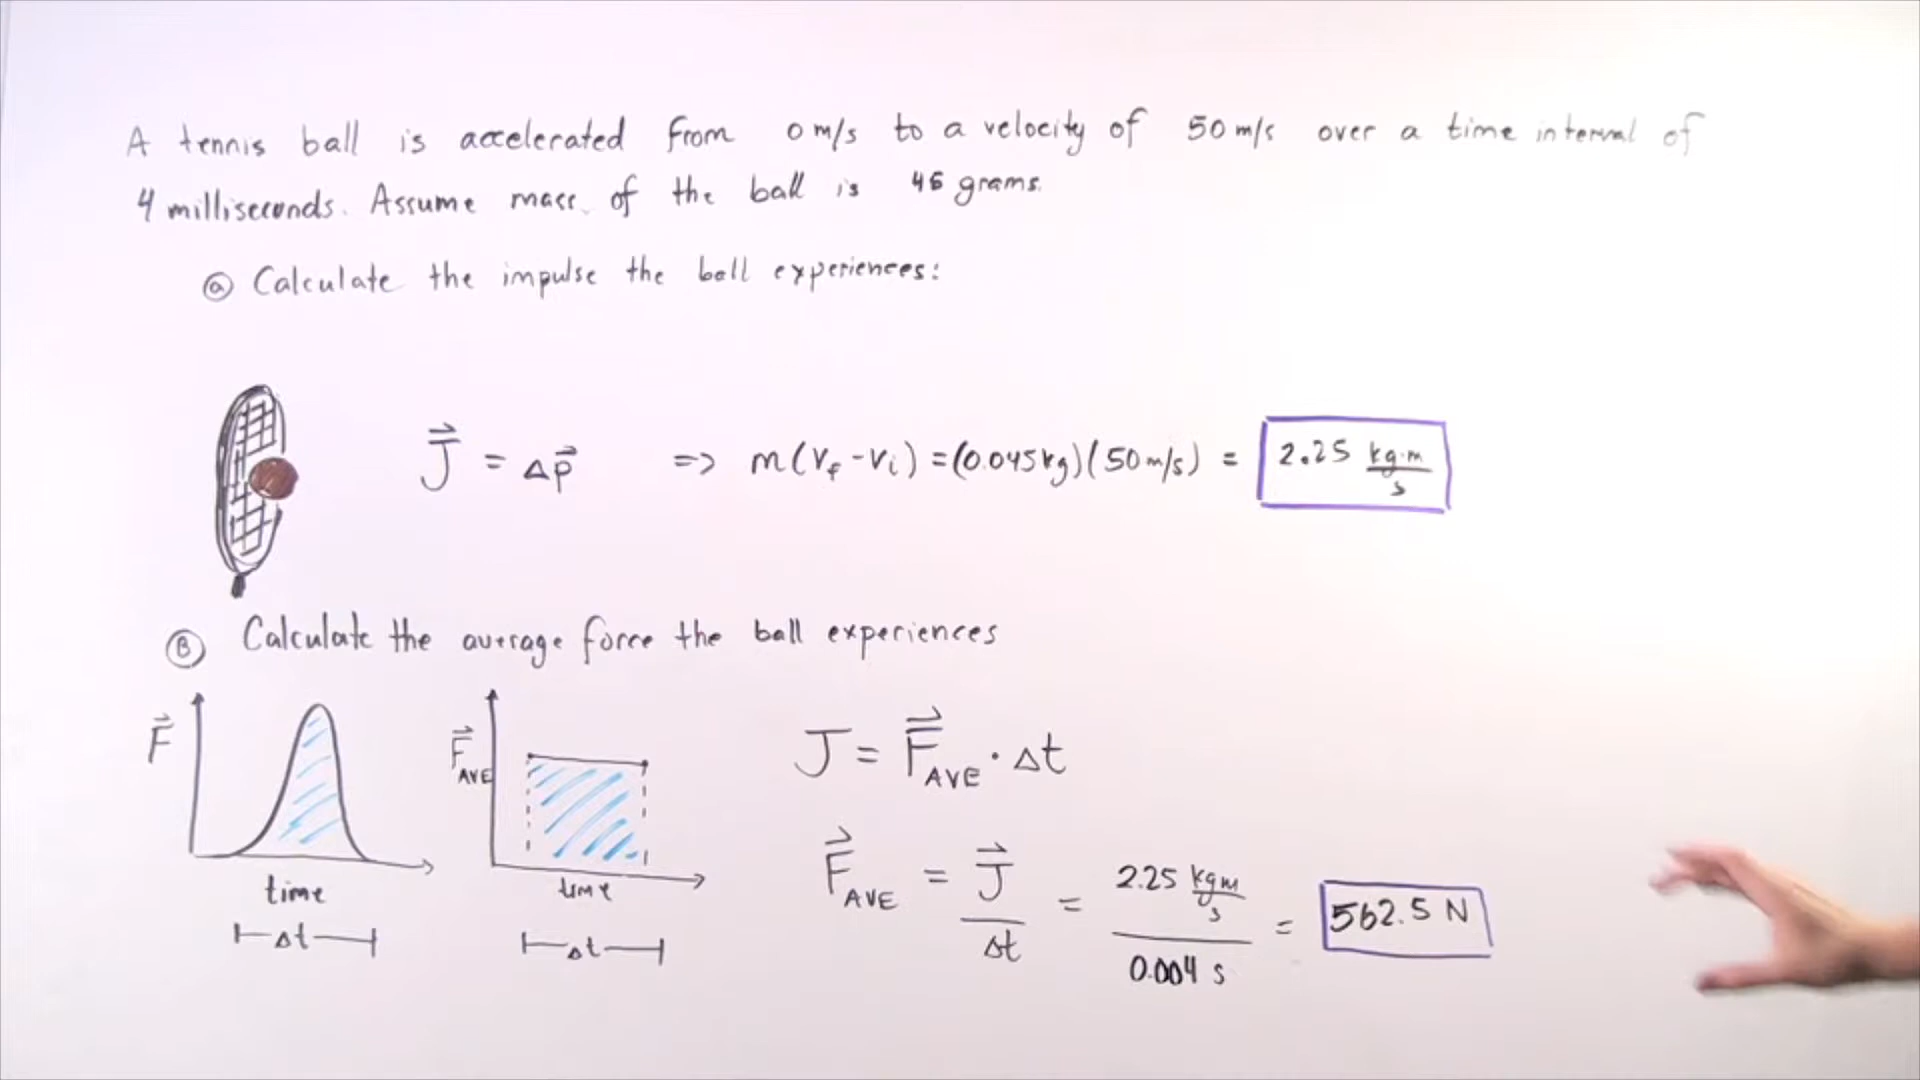 A tennis ball is accelerated from 0 m/s to a velocity of 50 m/s over a time interval of
4 milliseconds. Assume mass of the ball is 45 grams.
ⓐ Calculate the impulse the ball experiences:
J⃗ = Δp⃗ => m(Vf - Vi) = (0.045kg)(50 m/s) = 2.25 kg·m/s
Ⓑ Calculate the average force the ball experiences
F⃗
time
Δt
F⃗AVE
time
Δt
J = F⃗AVE · Δt
F⃗AVE = J⃗/Δt = 2.25 kgm/s / 0.004 s = 562.5 N